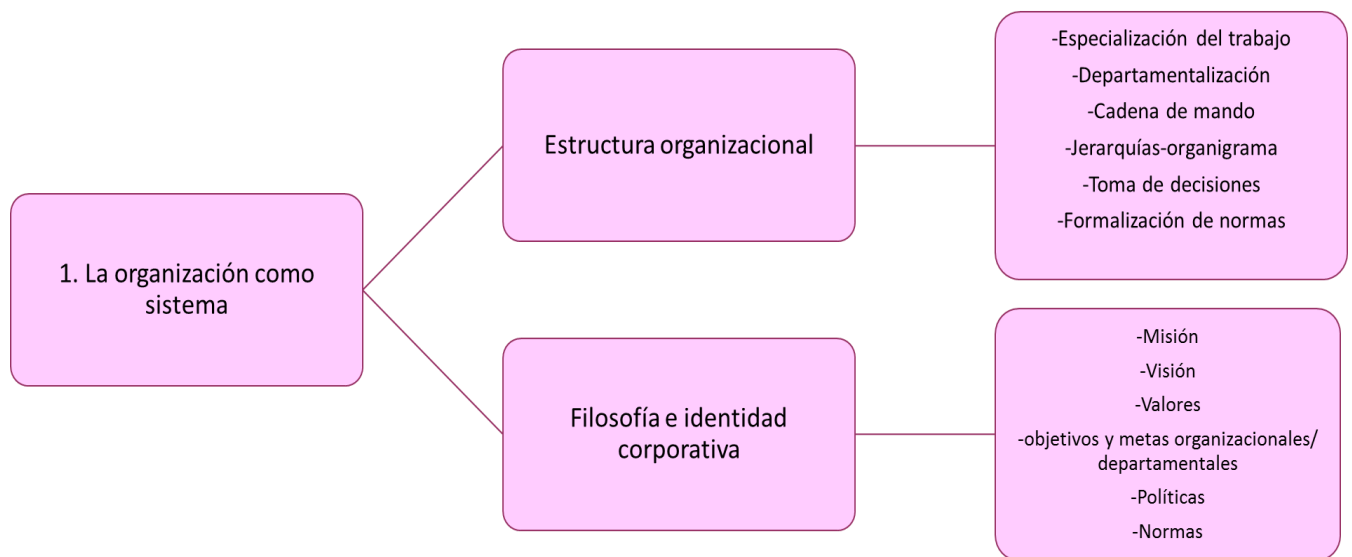 1. La organización como
sistema
Estructura organizacional
-Especialización del trabajo
-Departamentalización
-Cadena de mando
-Jerarquías-organigrama
-Toma de decisiones
-Formalización de normas
Filosofía e identidad
corporativa
-Misión
-Visión
-Valores
-objetivos y metas organizacionales/
departamentales
-Políticas
-Normas